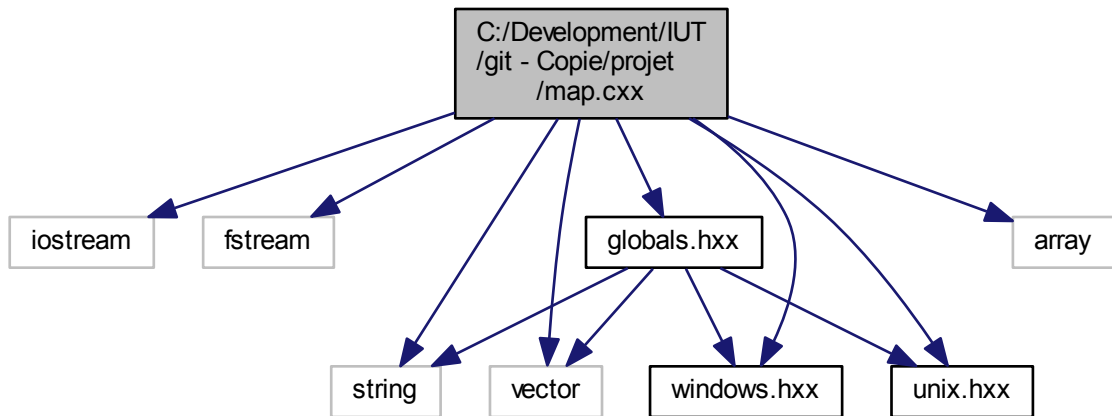 C:/Development/IUT
/git - Copie/projet
/map.cxx
iostream
fstream
globals.hxx
array
string
vector
windows.hxx
unix.hxx